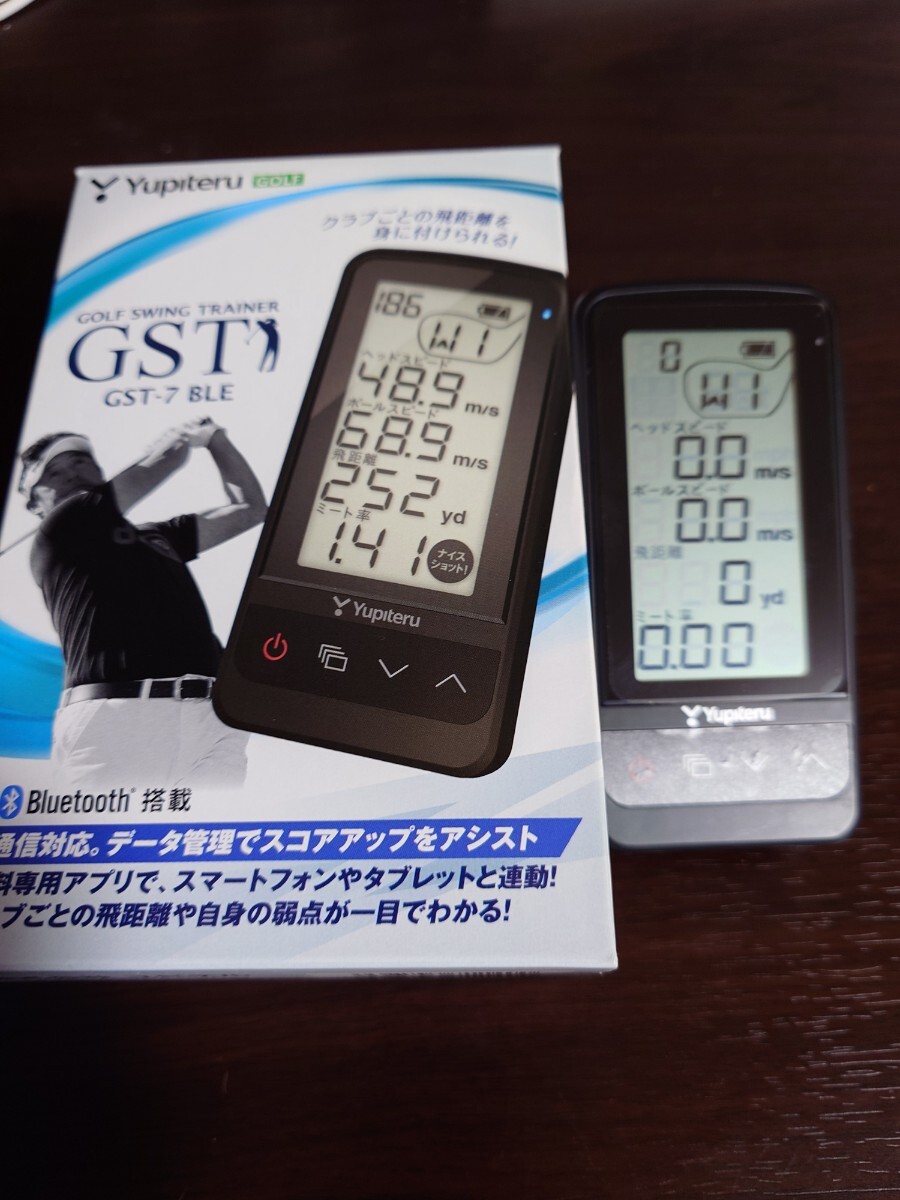 Yupiteru GOLF
クラブごとの飛距離を
身に付けられる!
GOLF SWING TRAINER
GST
GST-7 BLE
186
W1
ヘッドスピード
48.9 m/s
ボールスピード
68.9 m/s
飛距離
252 yd
ミート率
1.41 ナイス
ショット!
Yupiteru
Bluetooth® 搭載
通信対応。データ管理でスコアアップをアシスト
料専用アプリで、スマートフォンやタブレットと連動!
ブごとの飛距離や自身の弱点が一目でわかる!
0
W1
ヘッドスピード
0.0 m/s
ボールスピード
0.0 m/s
飛距離
0 yd
ミート率
0.00
Yupiteru